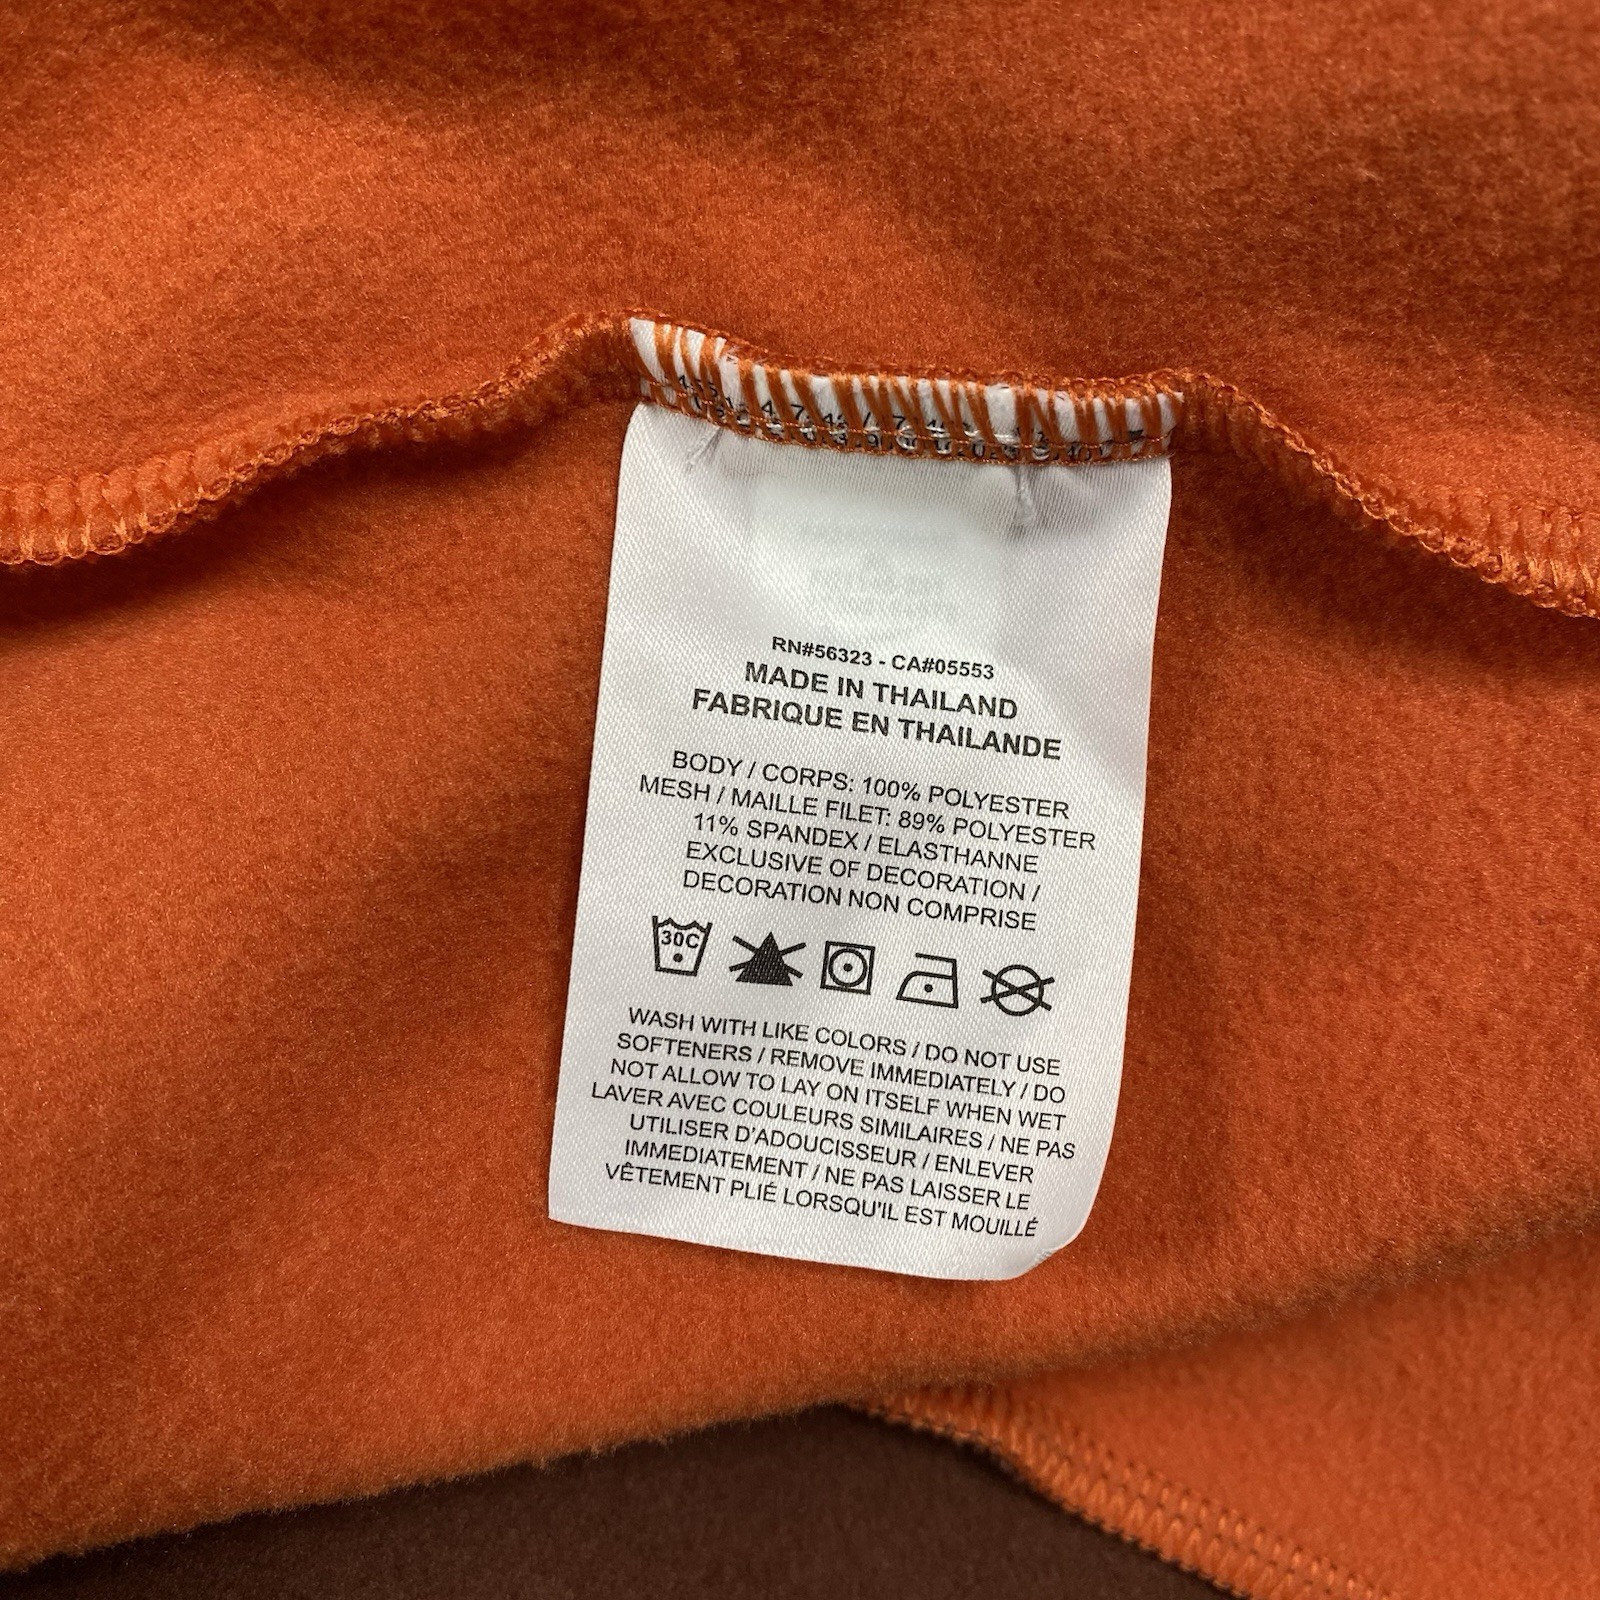 RN#56323 - CA#05553
MADE IN THAILAND
FABRIQUE EN THAILANDE
BODY / CORPS: 100% POLYESTER
MESH / MAILLE FILET: 89% POLYESTER
11% SPANDEX / ELASTHANNE
EXCLUSIVE OF DECORATION /
DECORATION NON COMPRISE
30C
WASH WITH LIKE COLORS / DO NOT USE
SOFTENERS / REMOVE IMMEDIATELY / DO
NOT ALLOW TO LAY ON ITSELF WHEN WET
LAVER AVEC COULEURS SIMILAIRES / NE PAS
UTILISER D'ADOUCISSEUR / ENLEVER
IMMEDIATEMENT / NE PAS LAISSER LE
VÊTEMENT PLIÉ LORSQU'IL EST MOUILLÉ